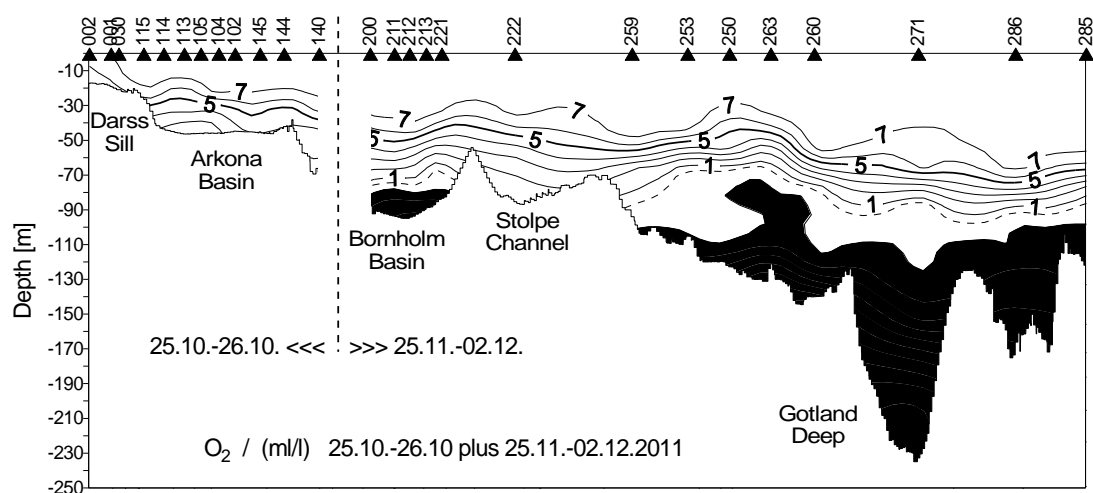 002 001 030 115 114 113 105 104 102 145 144 140 200 211 212 213 221 222 259 253 250 263 260 271 286 285
-10
-30
-50
-70
-90
-110
-130
-150
-170
-190
-210
-230
-250
Depth [m]
7 5 5 7 5 7 5 7 5 7 5
1 1 1 1
Darss
Sill
Arkona
Basin
Bornholm
Basin
Stolpe
Channel
25.10.-26.10. <<< >>> 25.11.-02.12.
Gotland
Deep
O₂ / (ml/l) 25.10.-26.10 plus 25.11.-02.12.2011